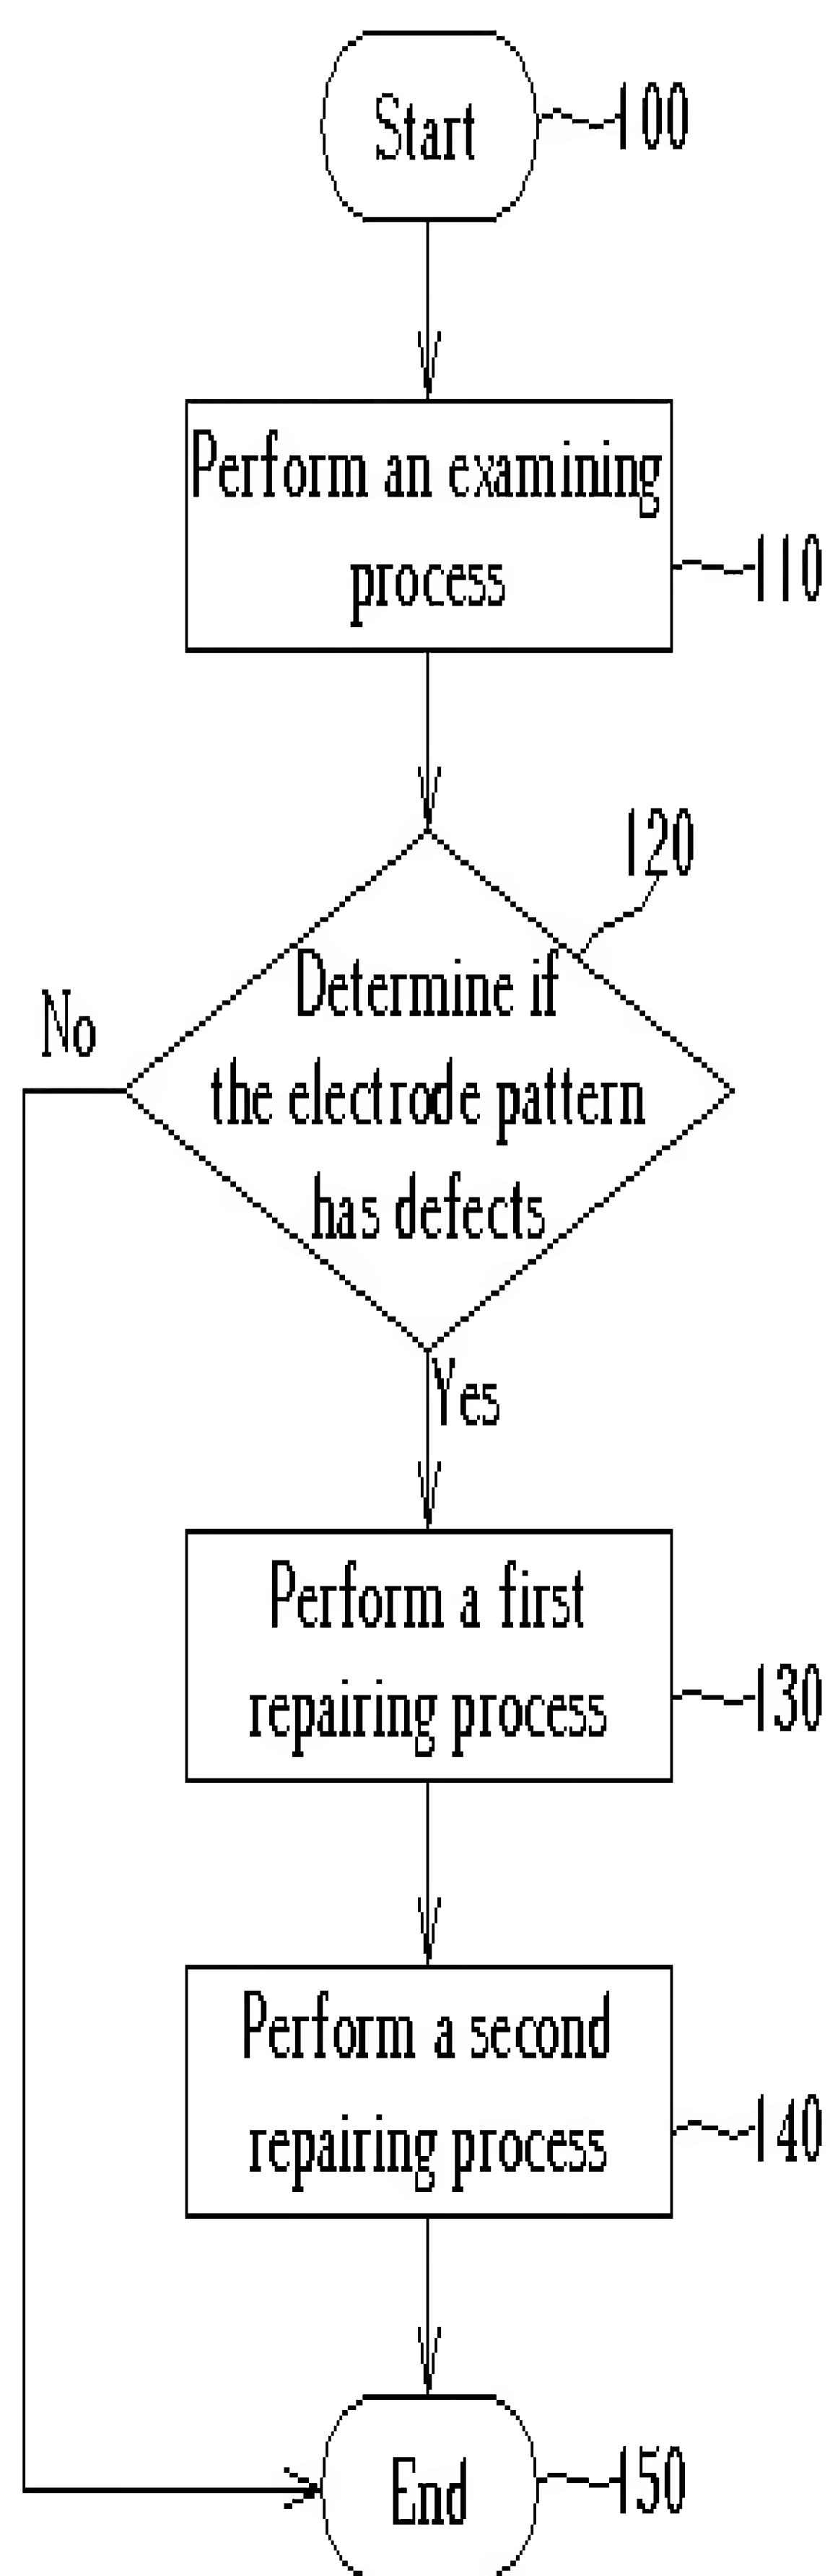 Start
100
Perform an examining
process
110
120
Determine if
the electrode pattern
has defects
No
Yes
Perform a first
repairing process
130
Perform a second
repairing process
140
End
150